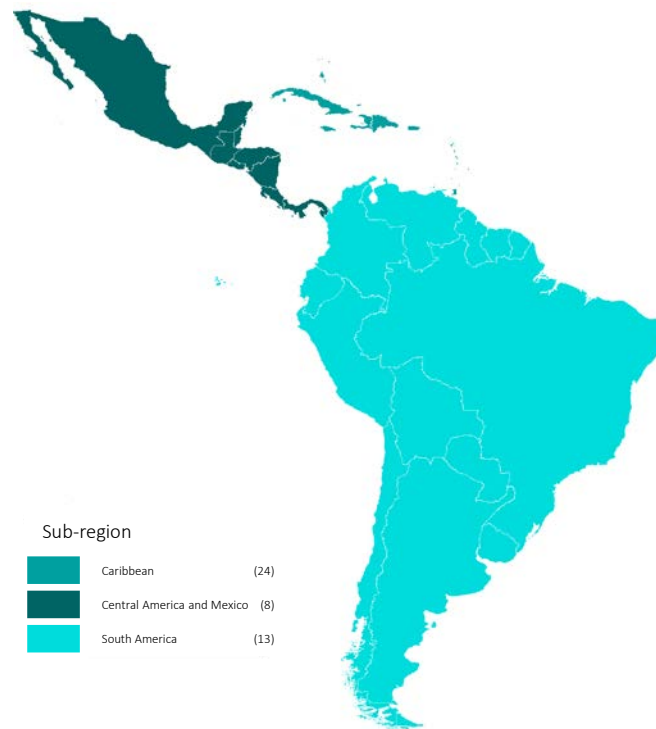 Sub-region
Caribbean (24)
Central America and Mexico (8)
South America (13)